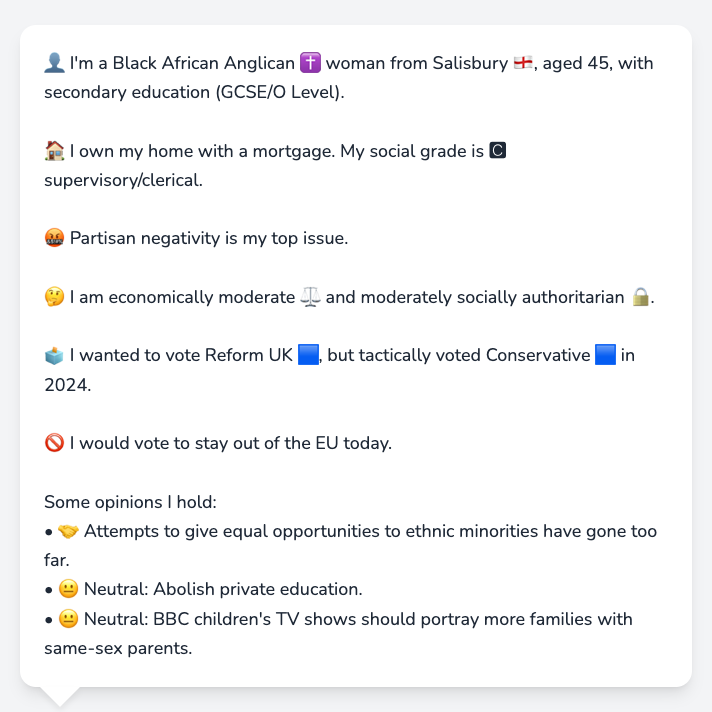 👤 I'm a Black African Anglican ✝️ woman from Salisbury 🏴󠁧󠁢󠁥󠁮󠁧󠁿, aged 45, with
secondary education (GCSE/O Level).
🏠 I own my home with a mortgage. My social grade is 🅲
supervisory/clerical.
🤬 Partisan negativity is my top issue.
🤔 I am economically moderate ⚖️ and moderately socially authoritarian 🔒.
🗳️ I wanted to vote Reform UK 🟦, but tactically voted Conservative 🟦 in
2024.
🚫 I would vote to stay out of the EU today.
Some opinions I hold:
• 🤝 Attempts to give equal opportunities to ethnic minorities have gone too
far.
• 😐 Neutral: Abolish private education.
• 😐 Neutral: BBC children's TV shows should portray more families with
same-sex parents.